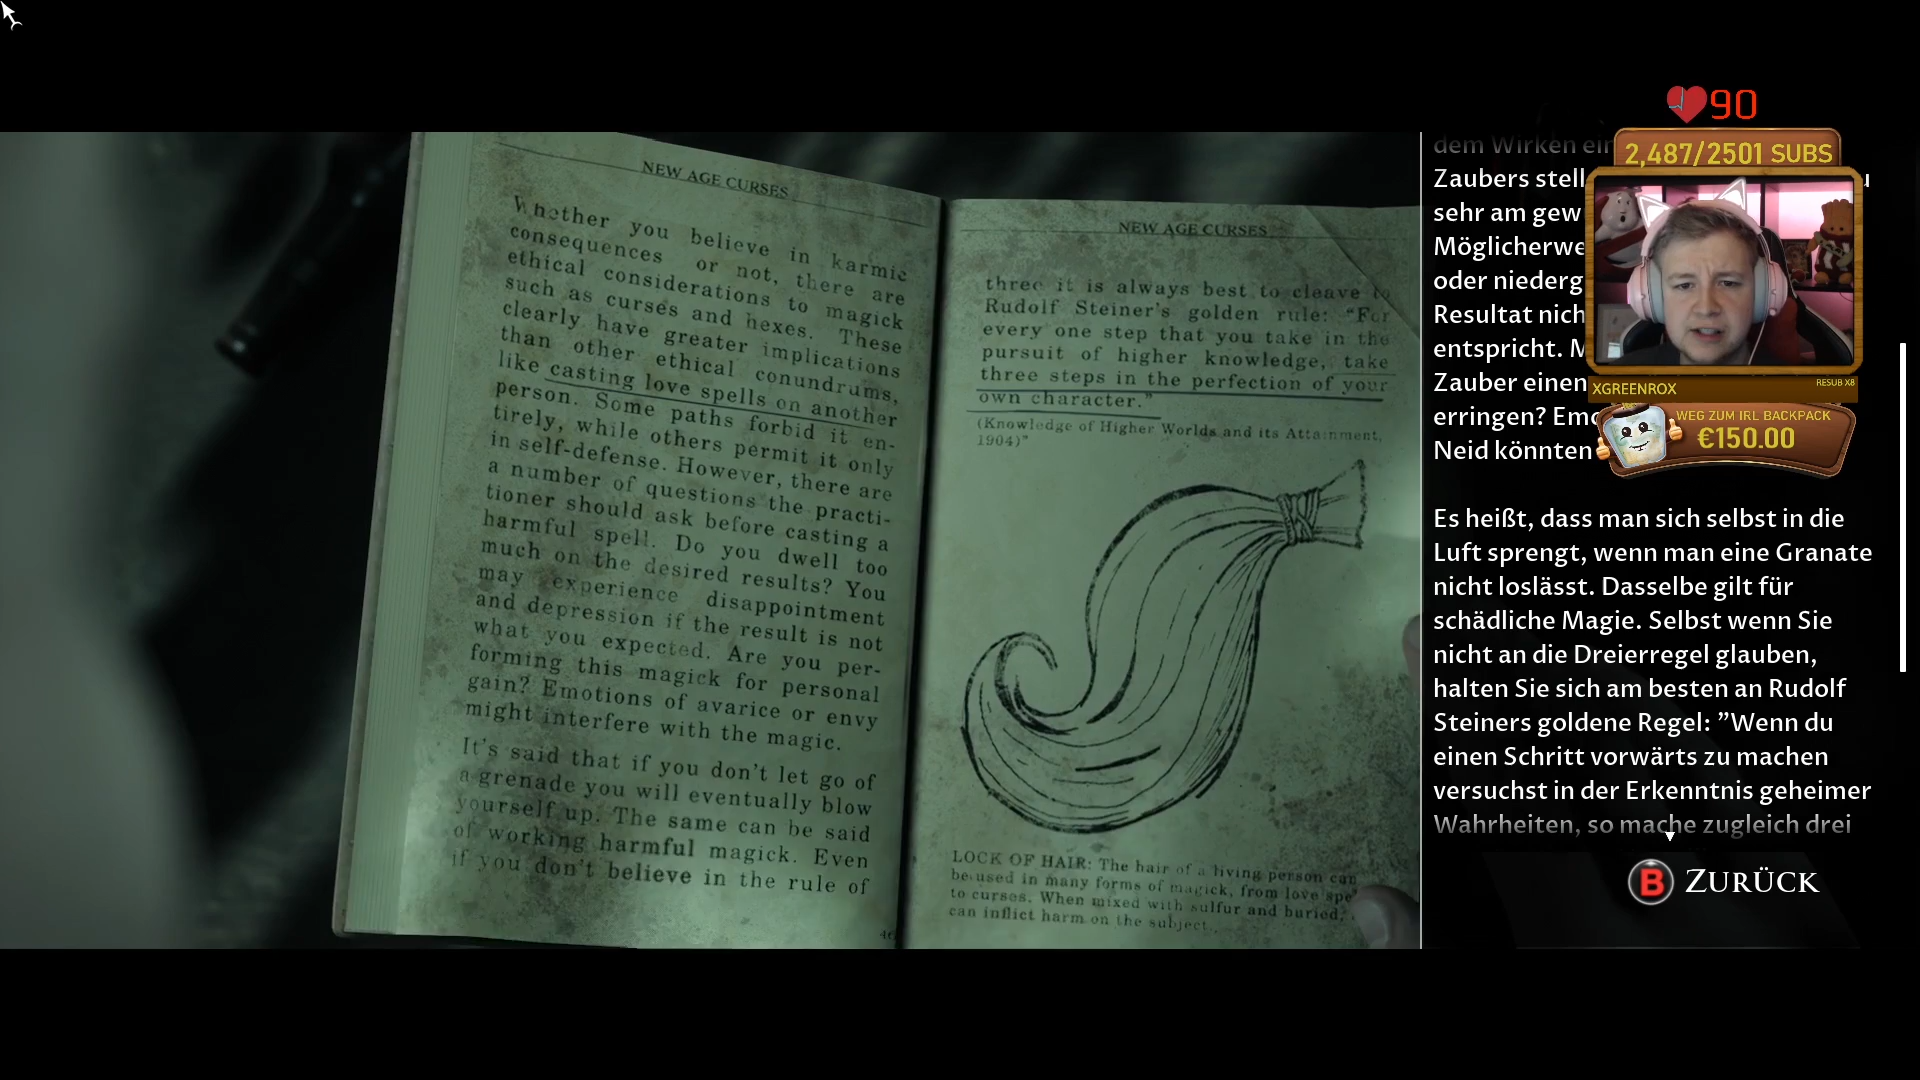 NEW AGE CURSES
Whether you believe in karmic
consequences or not, there are
ethical considerations to magick
such as curses and hexes. These
clearly have greater implications
than other ethical conundrums,
like casting love spells on another
person. Some paths forbid it en-
tirely, while others permit it only
in self-defense. However, there are
a number of questions the practi-
tioner should ask before casting a
harmful spell. Do you dwell too
much on the desired results? You
may experience disappointment
and depression if the result is not
what you expected. Are you per-
forming this magick for personal
gain? Emotions of avarice or envy
might interfere with the magic.
It's said that if you don't let go of
a grenade you will eventually blow
yourself up. The same can be said
of working harmful magick. Even
if you don't believe in the rule of
46
NEW AGE CURSES
three it is always best to cleave to
Rudolf Steiner's golden rule: "For
every one step that you take in the
pursuit of higher knowledge, take
three steps in the perfection of your
own character."
(Knowledge of Higher Worlds and its Attainment,
1904)"
LOCK OF HAIR: The hair of a living person can
be used in many forms of magick, from love spe
to curses. When mixed with sulfur and buried,
can inflict harm on the subject.
90
2,487/2501 SUBS
XGREENROX
RESUB X8
WEG ZUM IRL BACKPACK
€150.00
dem Wirken ein
Zaubers stell
sehr am gew
Möglicherwe
oder niederg
Resultat nich
entspricht. M
Zauber einen
erringen? Emo
Neid könnten
Es heißt, dass man sich selbst in die
Luft sprengt, wenn man eine Granate
nicht loslässt. Dasselbe gilt für
schädliche Magie. Selbst wenn Sie
nicht an die Dreierregel glauben,
halten Sie sich am besten an Rudolf
Steiners goldene Regel: ”Wenn du
einen Schritt vorwärts zu machen
versuchst in der Erkenntnis geheimer
Wahrheiten, so mache zugleich drei
B ZURÜCK